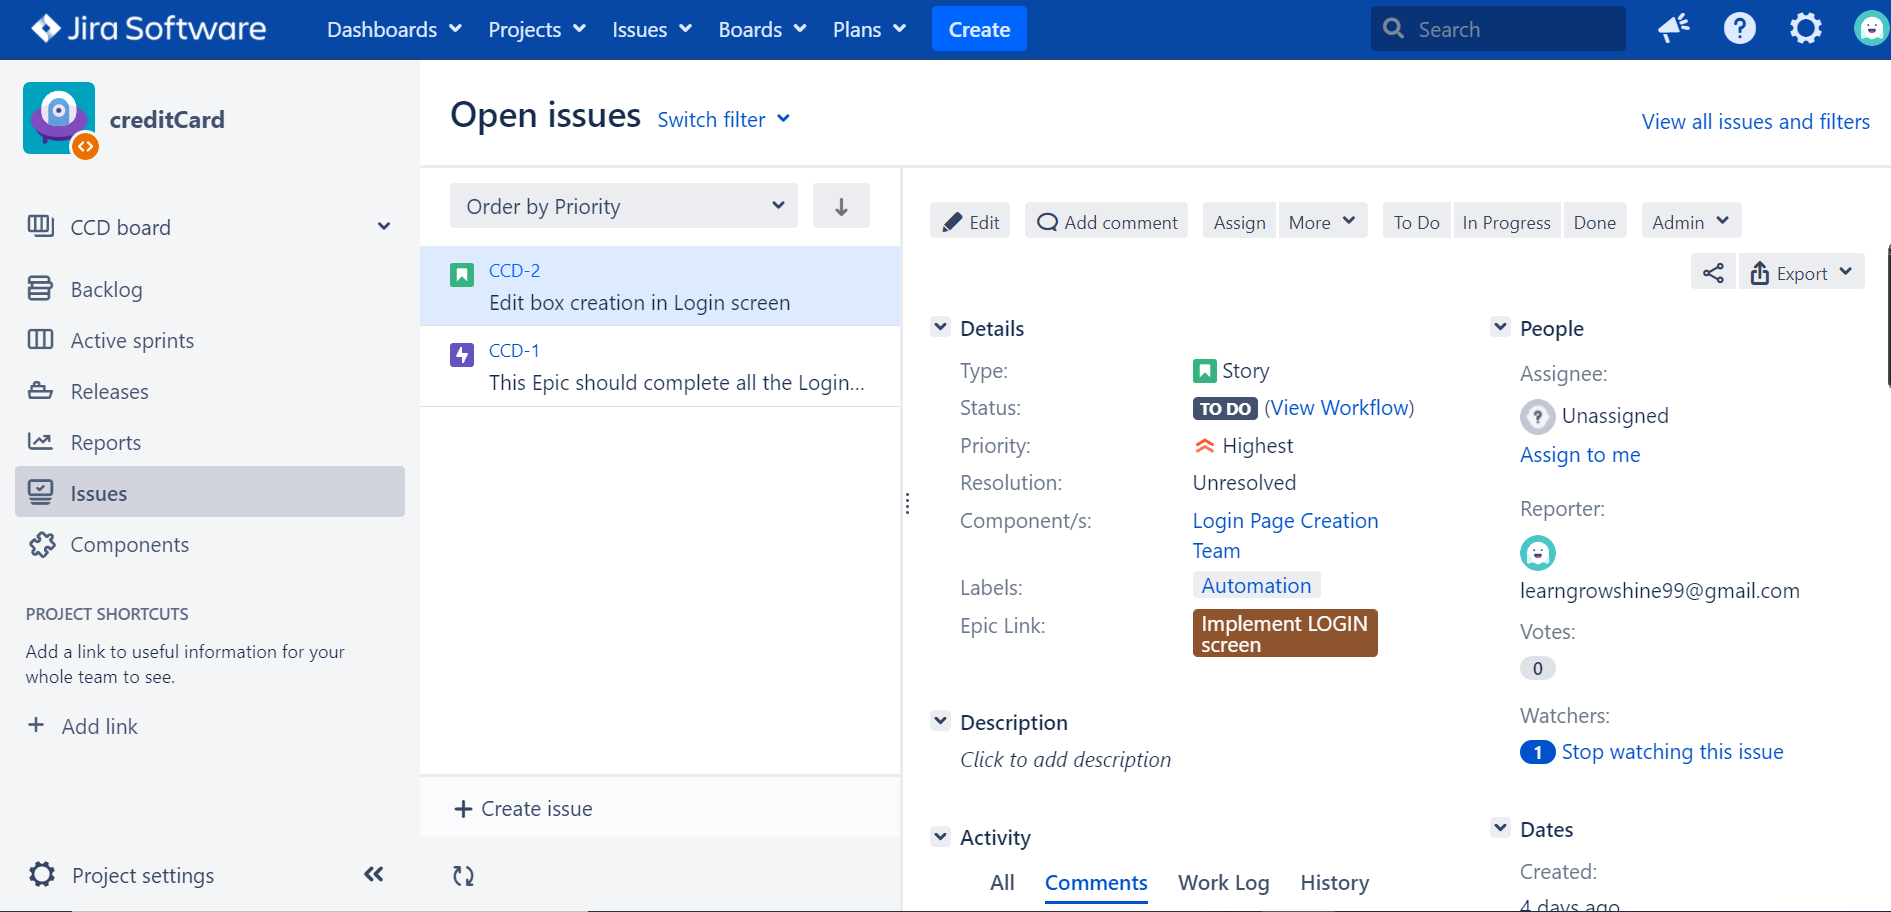 Jira Software
Dashboards
Projects
Issues
Boards
Plans
Create
Search
creditCard
CCD board
Backlog
Active sprints
Releases
Reports
Issues
Components
PROJECT SHORTCUTS
Add a link to useful information for your
whole team to see.
+ Add link
Project settings
Open issues
Switch filter
View all issues and filters
Order by Priority
CCD-2
Edit box creation in Login screen
CCD-1
This Epic should complete all the Login...
+ Create issue
Edit
Add comment
Assign
More
To Do
In Progress
Done
Admin
Export
Details
Type: Story
Status: TO DO (View Workflow)
Priority: Highest
Resolution: Unresolved
Component/s: Login Page Creation
Team
Labels: Automation
Epic Link: Implement LOGIN
screen
Description
Click to add description
Activity
All
Comments
Work Log
History
People
Assignee:
Unassigned
Assign to me
Reporter:
learngrowshine99@gmail.com
Votes:
0
Watchers:
1 Stop watching this issue
Dates
Created:
4 days ago